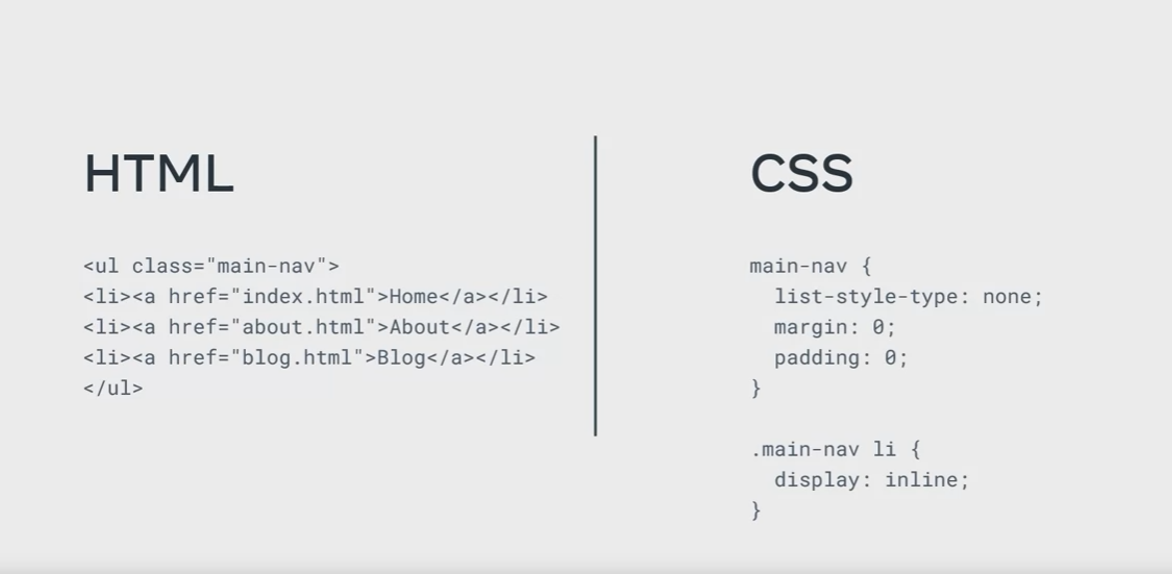 HTML
<ul class="main-nav">
<li><a href="index.html">Home</a></li>
<li><a href="about.html">About</a></li>
<li><a href="blog.html">Blog</a></li>
</ul>
CSS
main-nav {
list-style-type: none;
margin: 0;
padding: 0;
}
.main-nav li {
display: inline;
}